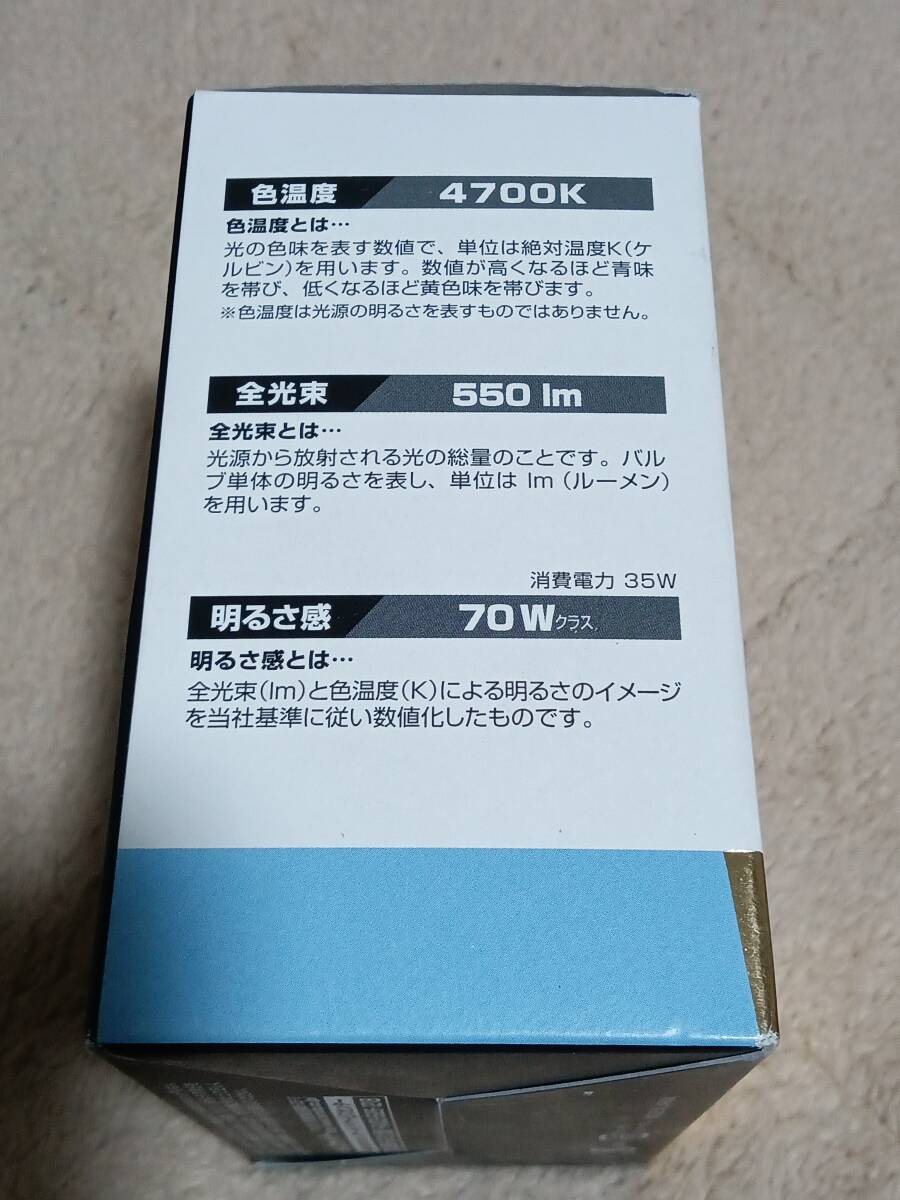 色温度 4700K
色温度とは…
光の色味を表す数値で、単位は絶対温度K(ケ
ルビン)を用います。数値が高くなるほど青味
を帯び、低くなるほど黄色味を帯びます。
※色温度は光源の明るさを表すものではありません。
全光束 550 lm
全光束とは…
光源から放射される光の総量のことです。バル
ブ単体の明るさを表し、単位は lm (ルーメン)
を用います。
消費電力 35W
明るさ感 70Wクラス
明るさ感とは…
全光束(lm)と色温度(K)による明るさのイメージ
を当社基準に従い数値化したものです。